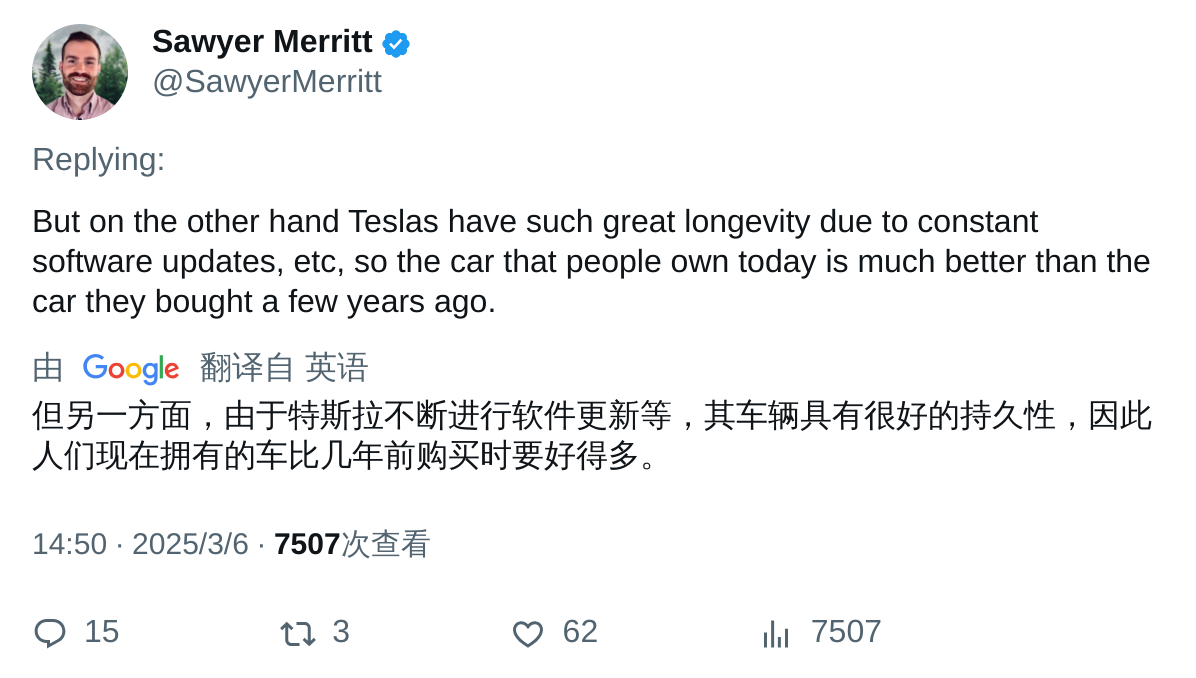 Sawyer Merritt
@SawyerMerritt
Replying:
But on the other hand Teslas have such great longevity due to constant
software updates, etc, so the car that people own today is much better than the
car they bought a few years ago.
由 Google 翻译自 英语
但另一方面，由于特斯拉不断进行软件更新等，其车辆具有很好的持久性，因此
人们现在拥有的车比几年前购买时要好得多。
14:50 · 2025/3/6 · 7507次查看
15 3 62 7507